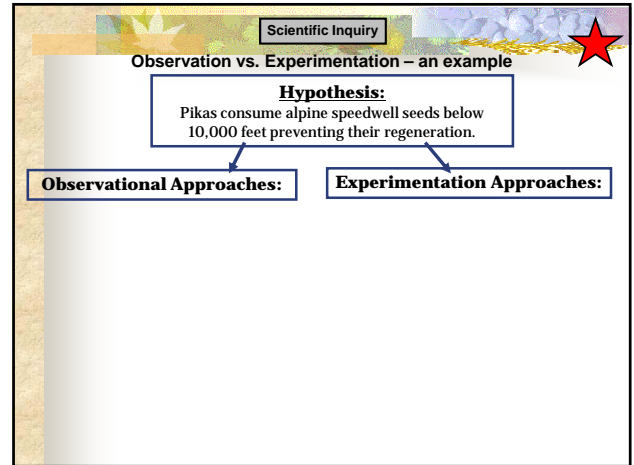 Scientific Inquiry
Observation vs. Experimentation – an example
Hypothesis:
Pikas consume alpine speedwell seeds below
10,000 feet preventing their regeneration.
Observational Approaches:
Experimentation Approaches: